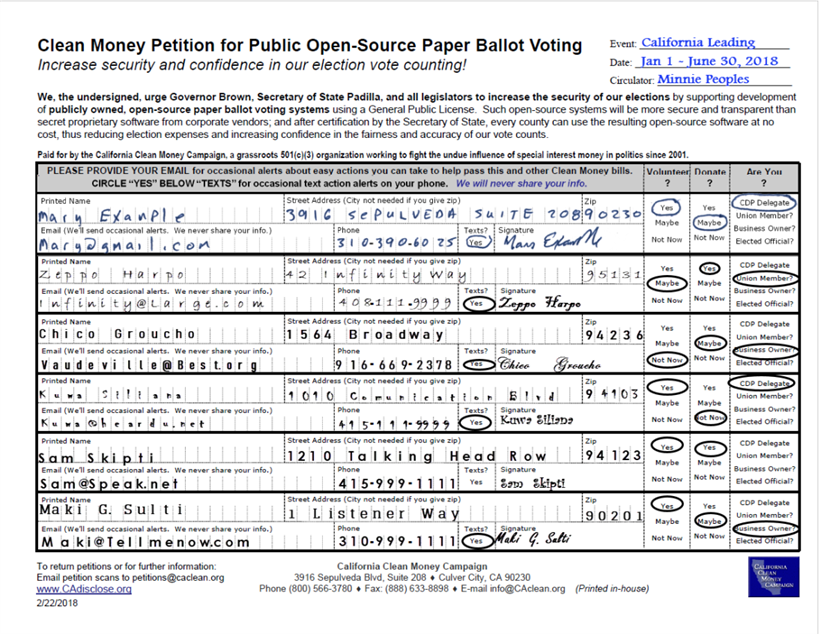 Clean Money Petition for Public Open-Source Paper Ballot Voting
Increase security and confidence in our election vote counting!
Event: California Leading
Date: Jan 1 - June 30, 2018
Circulator: Minnie Peoples
We, the undersigned, urge Governor Brown, Secretary of State Padilla, and all legislators to increase the security of our elections by supporting development
of publicly owned, open-source paper ballot voting systems using a General Public License. Such open-source systems will be more secure and transparent than
secret proprietary software from corporate vendors; and after certification by the Secretary of State, every county can use the resulting open-source software at no
cost, thus reducing election expenses and increasing confidence in the fairness and accuracy of our vote counts.
Paid for by the California Clean Money Campaign, a grassroots 501(c)(3) organization working to fight the undue influence of special interest money in politics since 2001.
PLEASE PROVIDE YOUR EMAIL for occasional alerts about easy actions you can take to help pass this and other Clean Money bills. Volunteer Donate Are You
CIRCLE “YES” BELOW “TEXTS” for occasional text action alerts on your phone. We will never share your info. ? ? ?
Printed Name Street Address (City not needed if you give zip) Zip Yes Yes CDP Delegate
Mary Example 3916 SEPULVEDA SUITE 208 90230 Maybe Maybe Union Member?
Email (We'll send occasional alerts. We never share your info.) Phone Texts? Signature Not Now Not Now Business Owner?
Mary@gmail.com 310-390-6025 Yes Mary Example Elected Official?
Printed Name Street Address (City not needed if you give zip) Zip Yes Yes CDP Delegate
Zeppo Harpo 42 Infinity Way 95131 Maybe Maybe Union Member?
Email (We'll send occasional alerts. We never share your info.) Phone Texts? Signature Not Now Not Now Business Owner?
Infinity@Large.com 408-111-9999 Yes Zeppo Harpo Elected Official?
Printed Name Street Address (City not needed if you give zip) Zip Yes Yes CDP Delegate
Chico Groucho 1564 Broadway 94236 Maybe Maybe Union Member?
Email (We'll send occasional alerts. We never share your info.) Phone Texts? Signature Not Now Not Now Business Owner?
Vaudeville@Best.org 916-669-2378 Yes Chico Groucho Elected Official?
Printed Name Street Address (City not needed if you give zip) Zip Yes Yes CDP Delegate
Kuwa Siliana 1010 Comunication Blvd 94103 Maybe Maybe Union Member?
Email (We'll send occasional alerts. We never share your info.) Phone Texts? Signature Not Now Not Now Business Owner?
Kuwa@heardu.net 415-911-9999 Yes Kuwa Siliana Elected Official?
Printed Name Street Address (City not needed if you give zip) Zip Yes Yes CDP Delegate
Sam Skipti 1210 Talking Head Row 94123 Maybe Maybe Union Member?
Email (We'll send occasional alerts. We never share your info.) Phone Texts? Signature Not Now Not Now Business Owner?
Sam@Speak.net 415-999-1111 Yes Sam Skipti Elected Official?
Printed Name Street Address (City not needed if you give zip) Zip Yes Yes CDP Delegate
Maki G. Sulti 1 Listener Way 90201 Maybe Maybe Union Member?
Email (We'll send occasional alerts. We never share your info.) Phone Texts? Signature Not Now Not Now Business Owner?
Maki@Tellmenow.com 310-999-1111 Yes Maki G. Sulti Elected Official?
To return petitions or for further information:
Email petition scans to petitions@caclean.org
www.CAdisclose.org
2/22/2018
California Clean Money Campaign
3916 Sepulveda Blvd, Suite 208 ♦ Culver City, CA 90230
Phone (800) 566-3780 ♦ Fax: (888) 633-8898 ♦ E-mail info@CAclean.org (Printed in-house)
CALIFORNIA
CLEAN
MONEY
CAMPAIGN